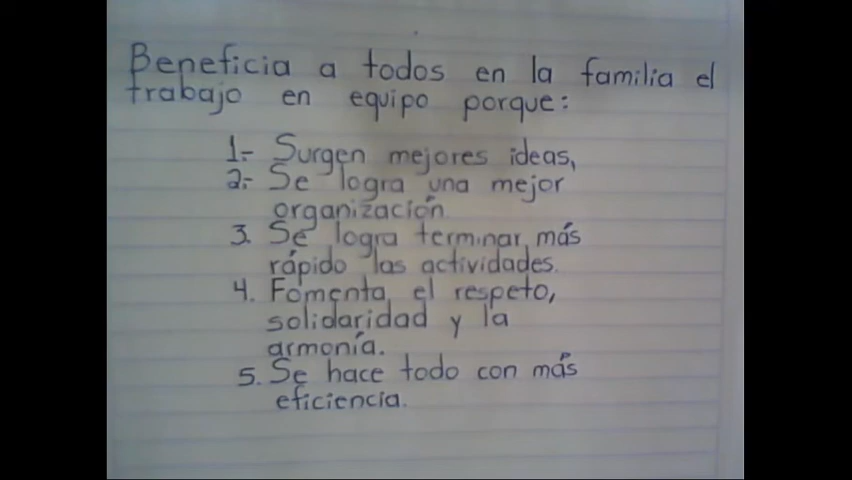 Beneficia a todos en la familia el
trabajo en equipo porque:
1.- Surgen mejores ideas,
2.- Se logra una mejor
organización.
3. Se logra terminar más
rápido las actividades.
4. Fomenta el respeto,
solidaridad y la
armonía.
5. Se hace todo con más
eficiencia.